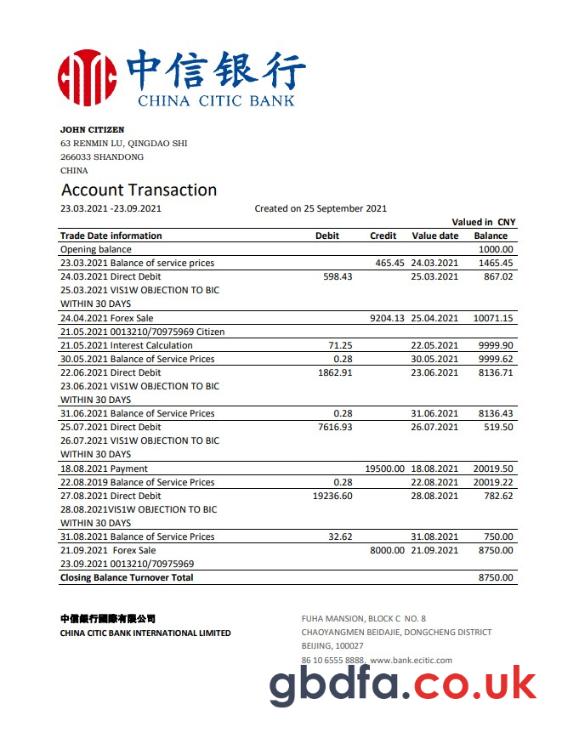 中信银行
CHINA CITIC BANK
JOHN CITIZEN
63 RENMIN LU, QINGDAO SHI
266033 SHANDONG
CHINA
Account Transaction
23.03.2021 -23.09.2021 Created on 25 September 2021
Valued in CNY
Trade Date information Debit Credit Value date Balance
Opening balance 1000.00
23.03.2021 Balance of service prices 465.45 24.03.2021 1465.45
24.03.2021 Direct Debit 598.43 25.03.2021 867.02
25.03.2021 VIS1W OBJECTION TO BIC
WITHIN 30 DAYS
24.04.2021 Forex Sale 9204.13 25.04.2021 10071.15
21.05.2021 0013210/70975969 Citizen
21.05.2021 Interest Calculation 71.25 22.05.2021 9999.90
30.05.2021 Balance of Service Prices 0.28 30.05.2021 9999.62
22.06.2021 Direct Debit 1862.91 23.06.2021 8136.71
23.06.2021 VIS1W OBJECTION TO BIC
WITHIN 30 DAYS
31.06.2021 Balance of Service Prices 0.28 31.06.2021 8136.43
25.07.2021 Direct Debit 7616.93 26.07.2021 519.50
26.07.2021 VIS1W OBJECTION TO BIC
WITHIN 30 DAYS
18.08.2021 Payment 19500.00 18.08.2021 20019.50
22.08.2019 Balance of Service Prices 0.28 22.08.2021 20019.22
27.08.2021 Direct Debit 19236.60 28.08.2021 782.62
28.08.2021VIS1W OBJECTION TO BIC
WITHIN 30 DAYS
31.08.2021 Balance of Service Prices 32.62 31.08.2021 750.00
21.09.2021 Forex Sale 8000.00 21.09.2021 8750.00
23.09.2021 0013210/70975969
Closing Balance Turnover Total 8750.00
中信銀行國際有限公司
CHINA CITIC BANK INTERNATIONAL LIMITED
FUHA MANSION, BLOCK C NO. 8
CHAOYANGMEN BEIDAJIE, DONGCHENG DISTRICT
BEIJING, 100027
86 10 6555 8888, www.bank.ecitic.com
gbdfa.co.uk